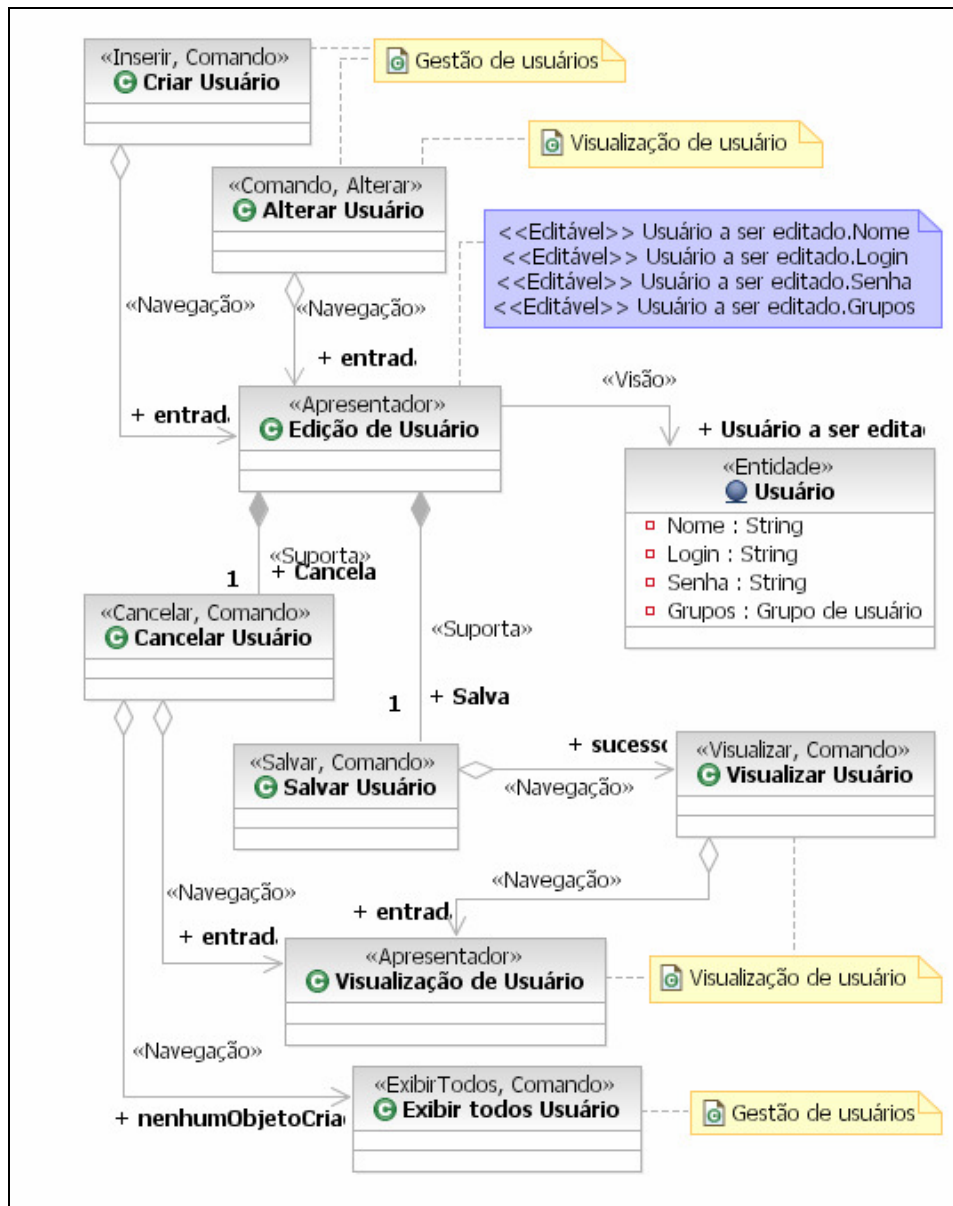 «Inserir, Comando»
Criar Usuário
Gestão de usuários
Visualização de usuário
«Comando, Alterar»
Alterar Usuário
<<Editável>> Usuário a ser editado.Nome
<<Editável>> Usuário a ser editado.Login
<<Editável>> Usuário a ser editado.Senha
<<Editável>> Usuário a ser editado.Grupos
«Navegação»
«Navegação»
+ entrad
«Visão»
«Apresentador»
Edição de Usuário
+ entrad
+ Usuário a ser edita
«Entidade»
Usuário
Nome : String
Login : String
Senha : String
Grupos : Grupo de usuário
«Suporta»
+ Cancela
1
«Cancelar, Comando»
Cancelar Usuário
«Suporta»
1
+ Salva
+ sucesso
«Salvar, Comando»
Salvar Usuário
«Navegação»
«Visualizar, Comando»
Visualizar Usuário
«Navegação»
«Navegação»
+ entrad
+ entrad
«Apresentador»
Visualização de Usuário
Visualização de usuário
«Navegação»
«ExibirTodos, Comando»
Exibir todos Usuário
+ nenhumObjetoCria
Gestão de usuários